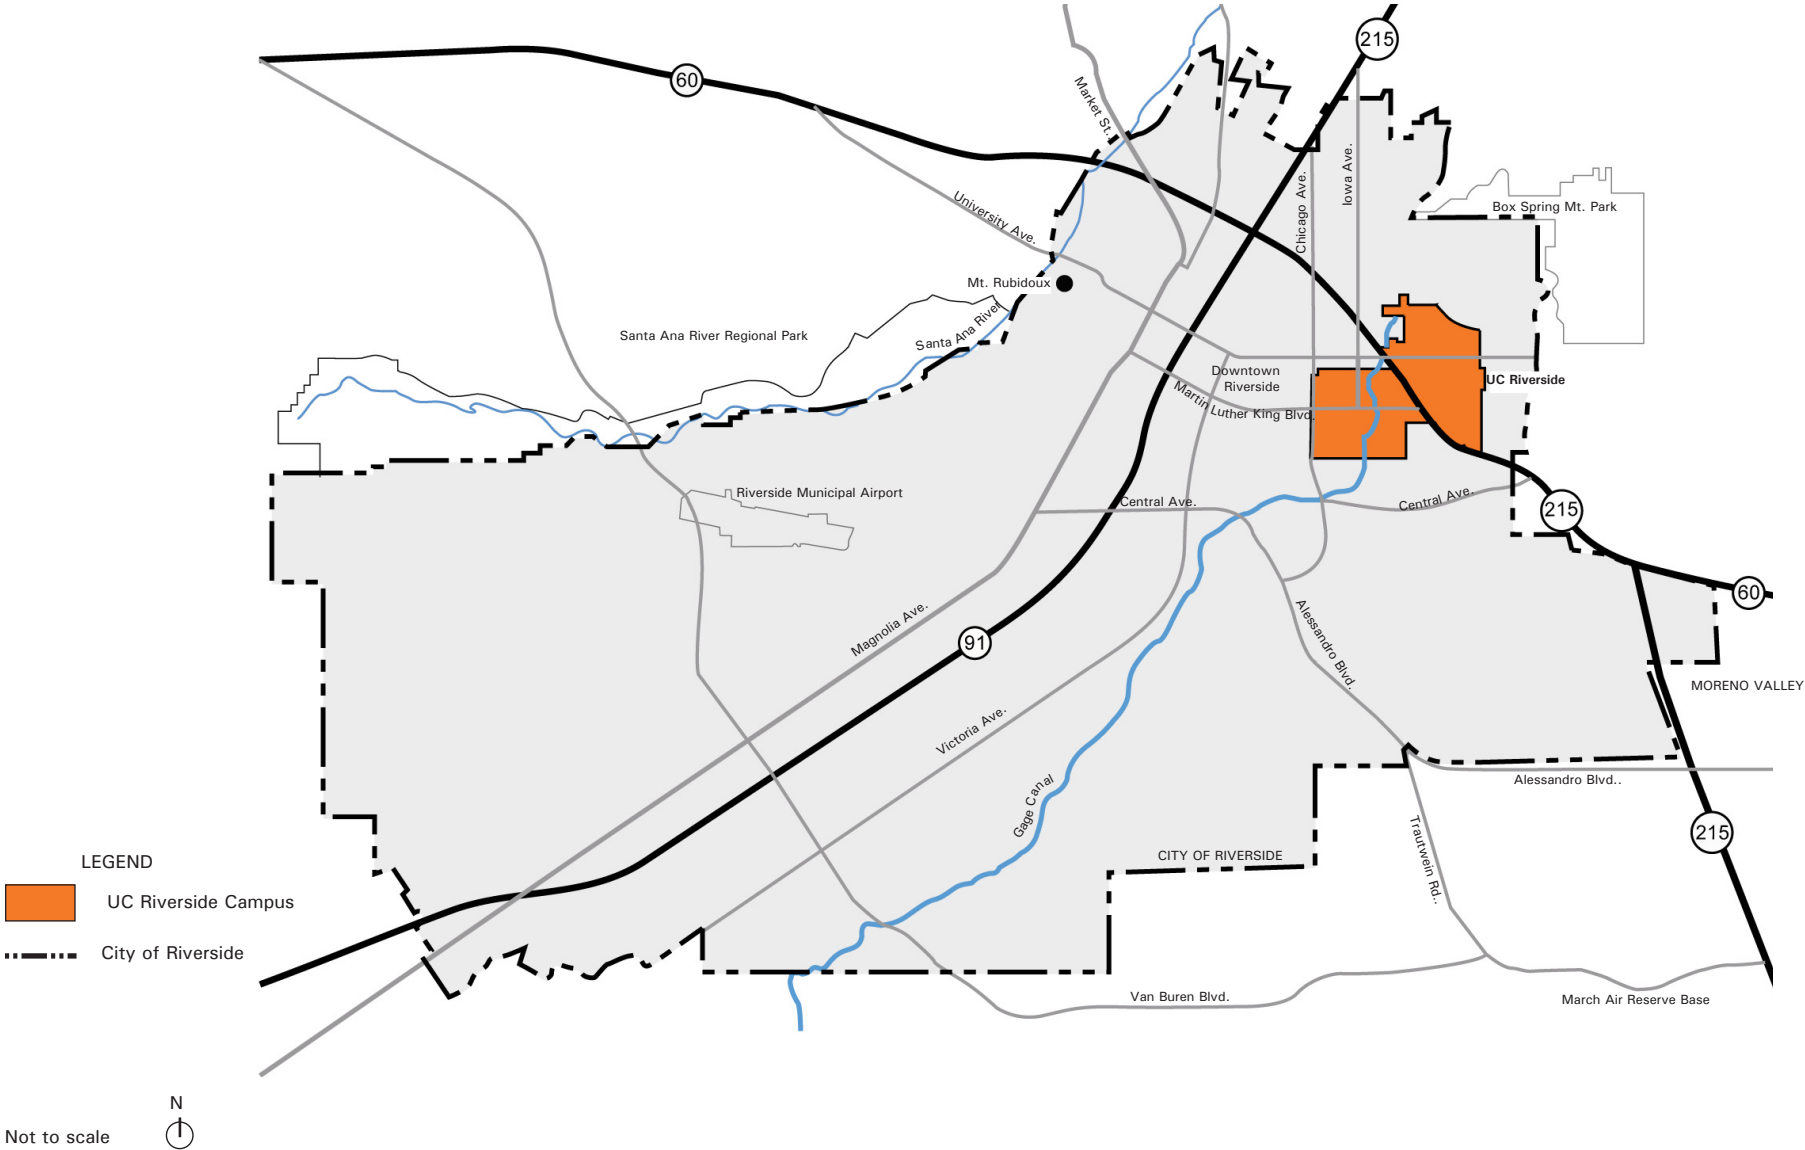 215
60
Market St..
Iowa Ave.
Chicago Ave.
Box Spring Mt. Park
University Ave.
Mt. Rubidoux
Santa Ana River Regional Park
Santa Ana River
Downtown
Riverside
UC Riverside
Martin Luther King Blvd.
Riverside Municipal Airport
Central Ave.
Central Ave.
215
60
Magnolia Ave.
91
Alessandro Blvd.
MORENO VALLEY
Victoria Ave.
Gage Canal
Alessandro Blvd..
215
Trautwein Rd..
CITY OF RIVERSIDE
LEGEND
UC Riverside Campus
City of Riverside
Van Buren Blvd.
March Air Reserve Base
N
Not to scale